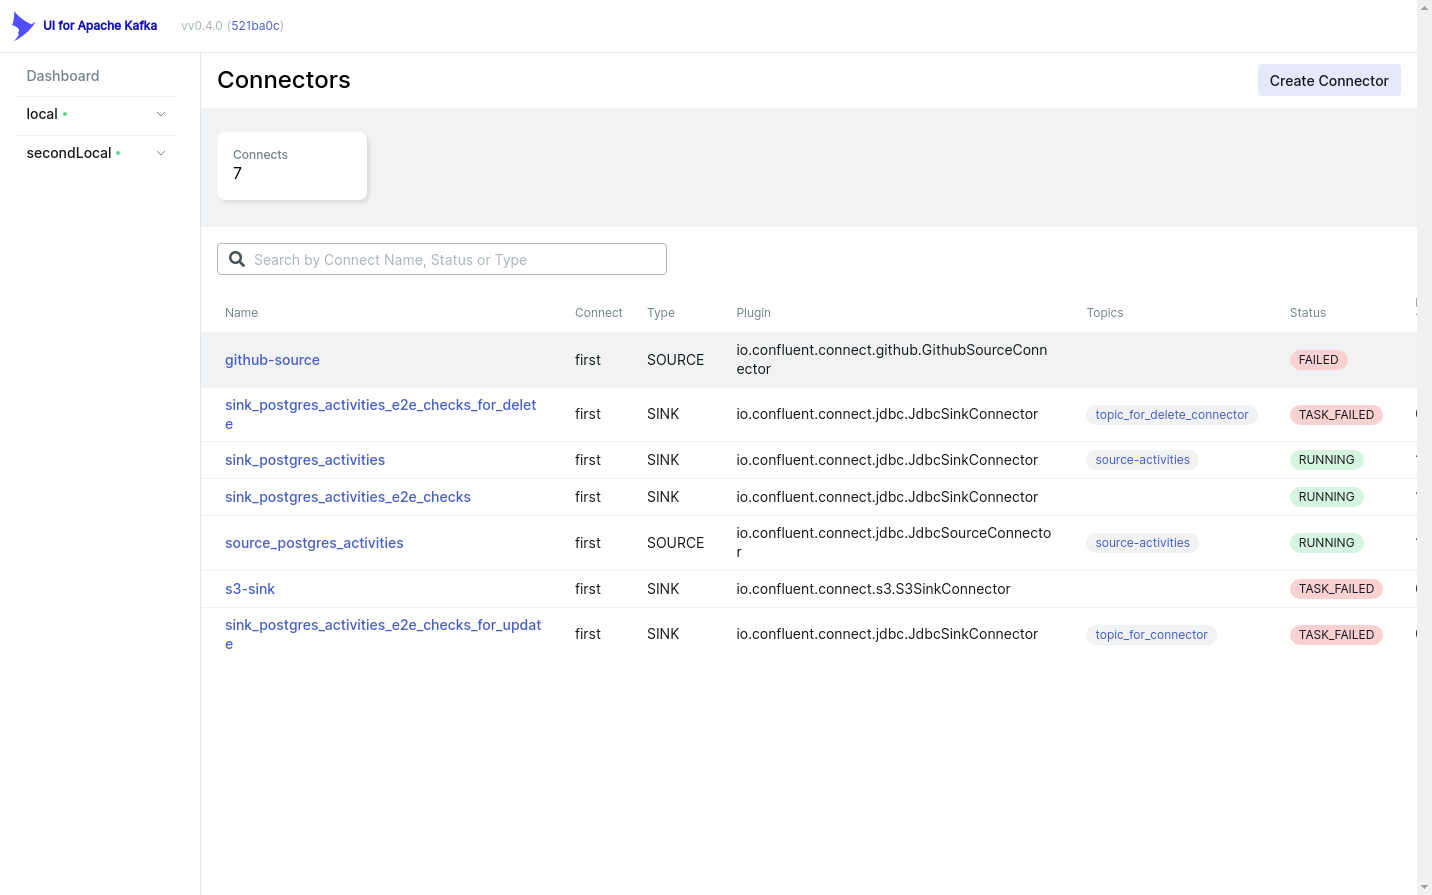 UI for Apache Kafka vv0.4.0 (521ba0c)
Dashboard
local
secondLocal
Connectors
Create Connector
Connects
7
Search by Connect Name, Status or Type
Name Connect Type Plugin Topics Status
github-source first SOURCE io.confluent.connect.github.GithubSourceConn
ector FAILED
sink_postgres_activities_e2e_checks_for_delet
e first SINK io.confluent.connect.jdbc.JdbcSinkConnector topic_for_delete_connector TASK_FAILED
sink_postgres_activities first SINK io.confluent.connect.jdbc.JdbcSinkConnector source-activities RUNNING
sink_postgres_activities_e2e_checks first SINK io.confluent.connect.jdbc.JdbcSinkConnector RUNNING
source_postgres_activities first SOURCE io.confluent.connect.jdbc.JdbcSourceConnecto
r source-activities RUNNING
s3-sink first SINK io.confluent.connect.s3.S3SinkConnector TASK_FAILED
sink_postgres_activities_e2e_checks_for_updat
e first SINK io.confluent.connect.jdbc.JdbcSinkConnector topic_for_connector TASK_FAILED